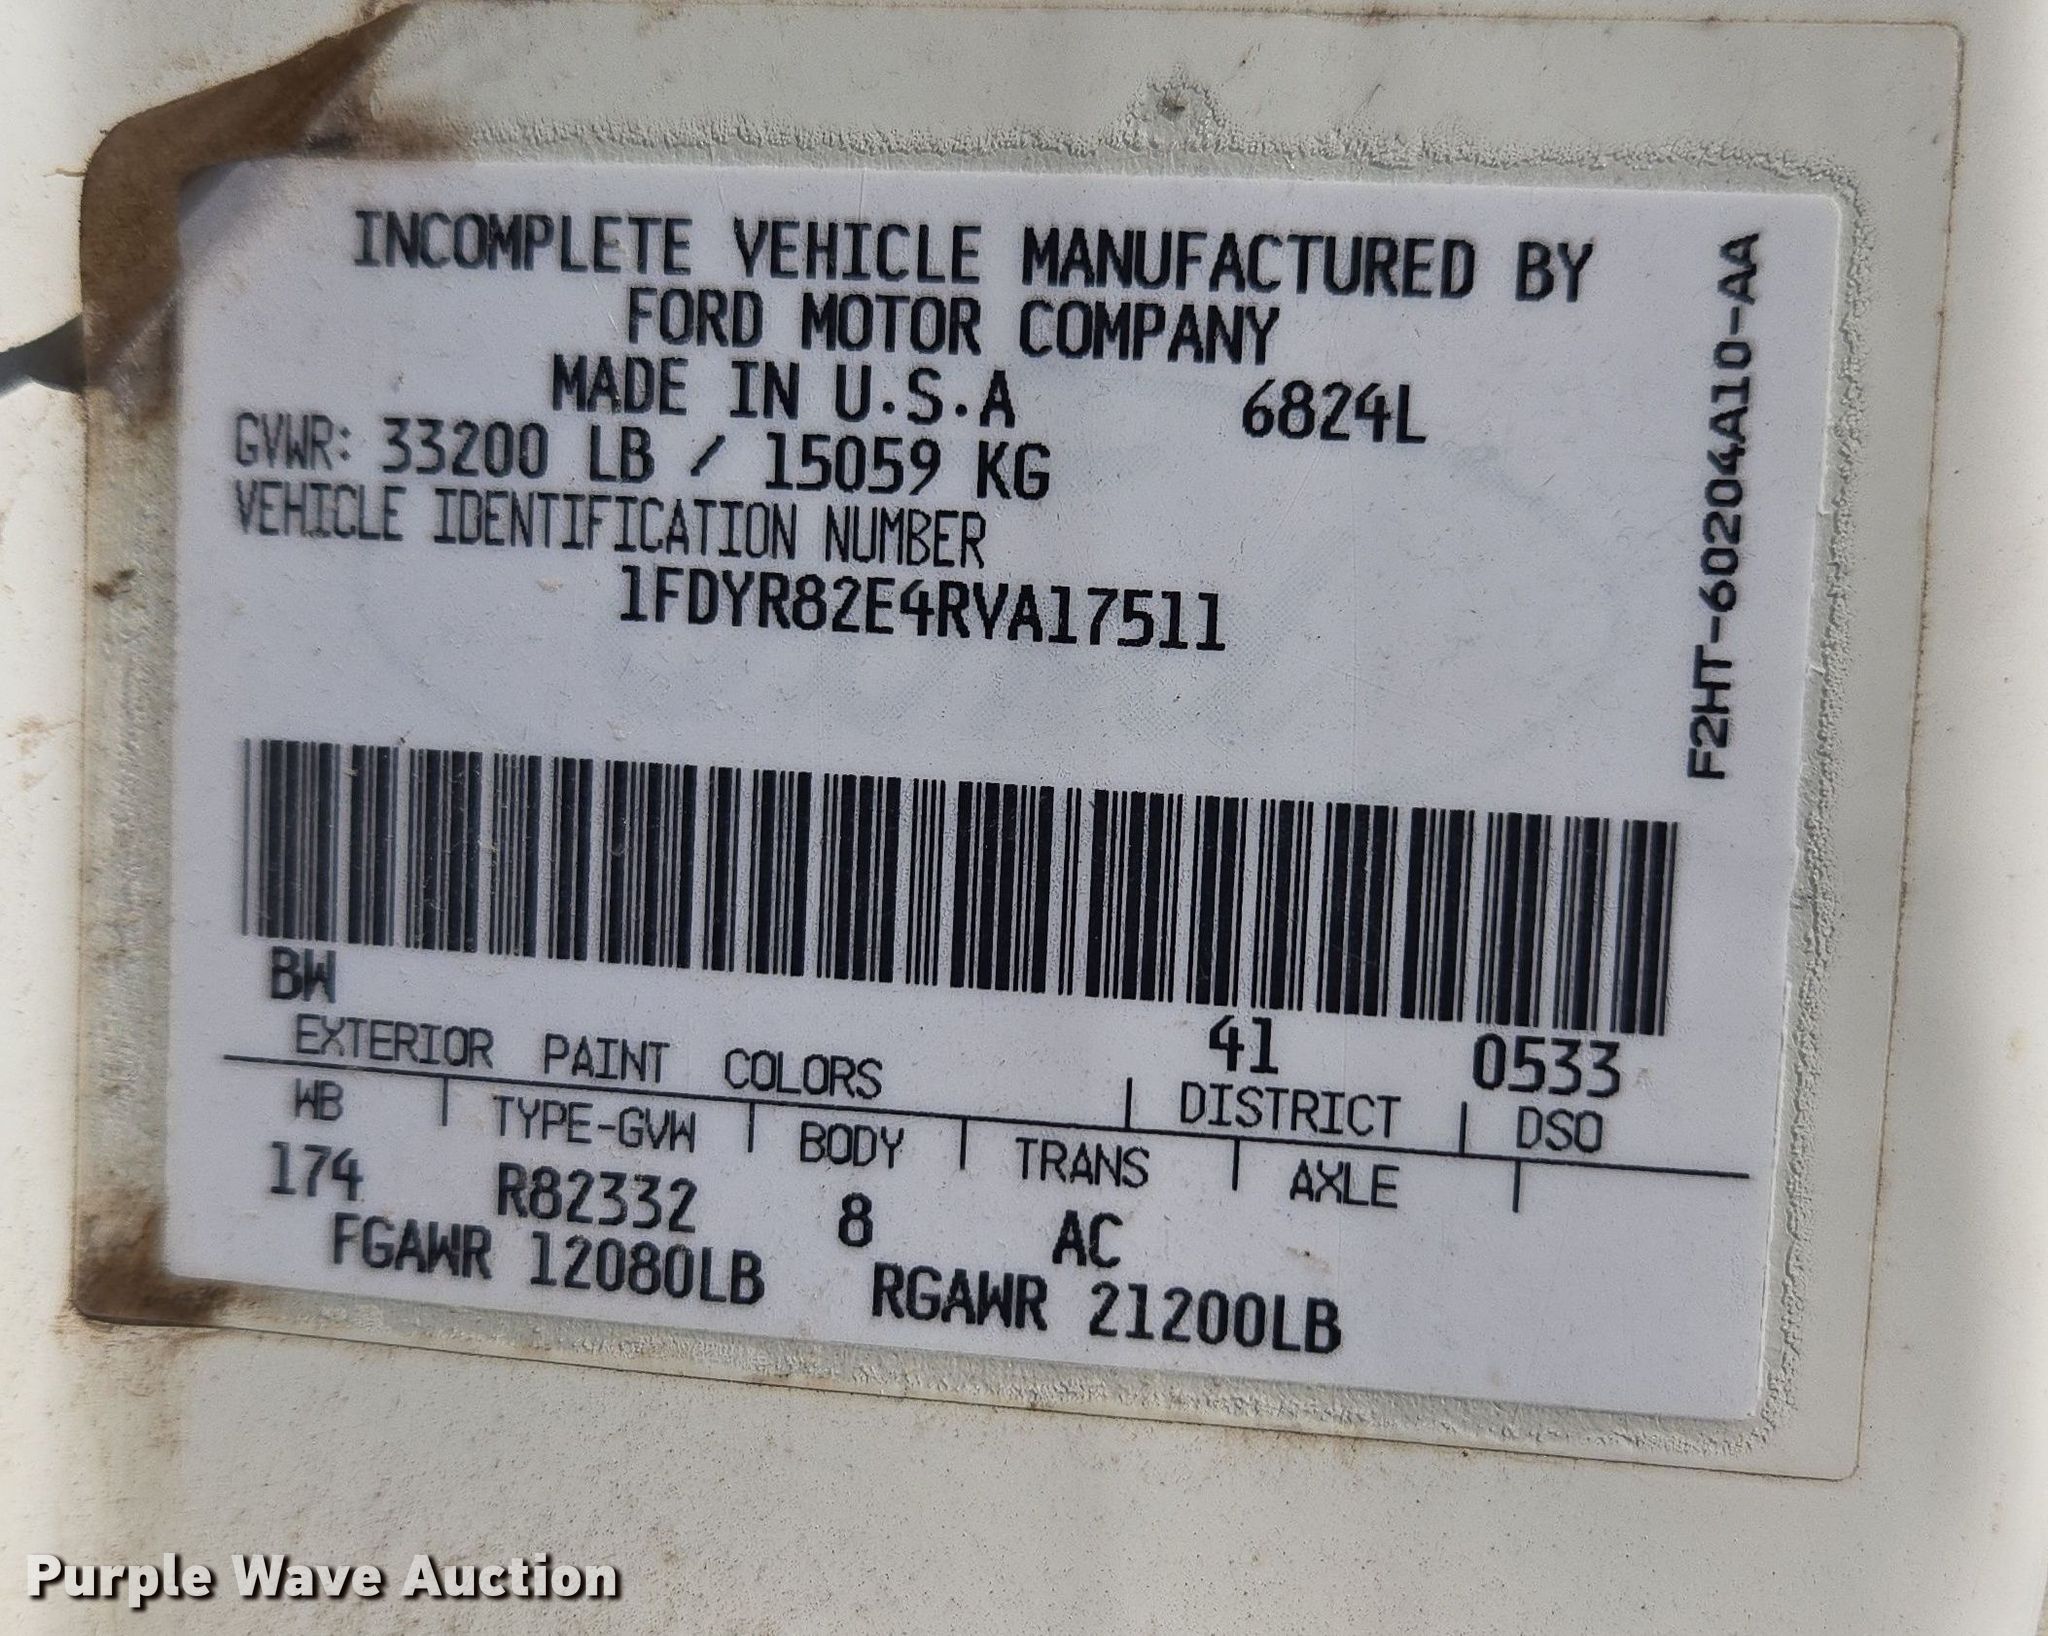 INCOMPLETE VEHICLE MANUFACTURED BY
FORD MOTOR COMPANY
MADE IN U.S.A 6824L
GVWR: 33200 LB / 15059 KG
VEHICLE IDENTIFICATION NUMBER
1FDYR82E4RVA17511
F2HT-60204A10-AA
BW 41 0533
EXTERIOR PAINT COLORS DISTRICT DSO
WB TYPE-GVW BODY TRANS AXLE
174 R82332 8 AC
FGAWR 12080LB RGAWR 21200LB
Purple Wave Auction